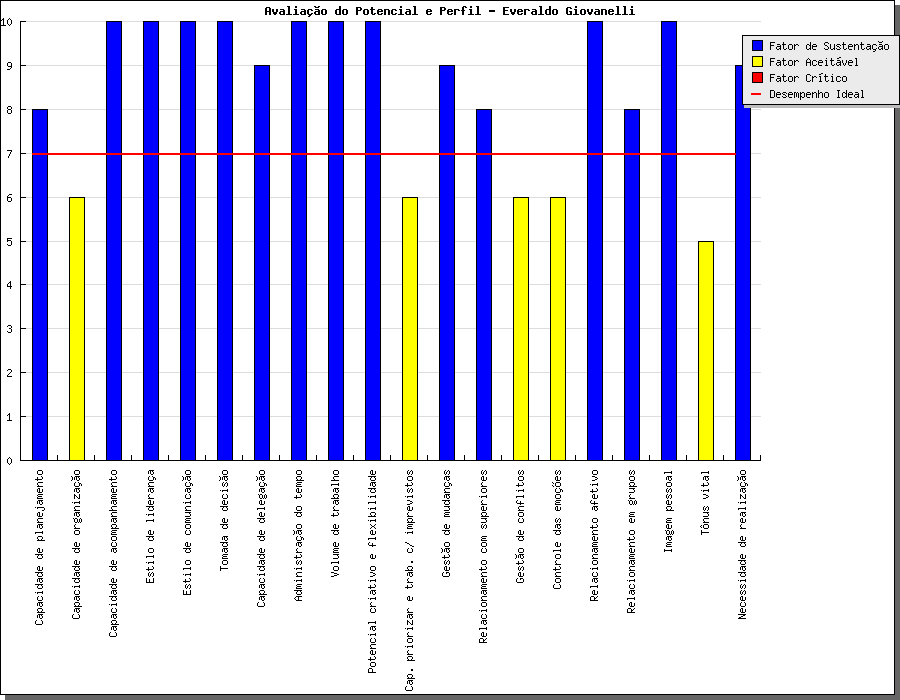 Avaliação do Potencial e Perfil - Everaldo Giovanelli
10
9
8
7
6
5
4
3
2
1
0
Fator de Sustentação
Fator Aceitável
Fator Crítico
Desempenho Ideal
Capacidade de planejamento
Capacidade de organização
Capacidade de acompanhamento
Estilo de liderança
Estilo de comunicação
Tomada de decisão
Capacidade de delegação
Administração do tempo
Volume de trabalho
Potencial criativo e flexibilidade
Cap. priorizar e trab. c/ imprevistos
Gestão de mudanças
Relacionamento com superiores
Gestão de conflitos
Controle das emoções
Relacionamento afetivo
Relacionamento em grupos
Imagem pessoal
Tônus vital
Necessidade de realização